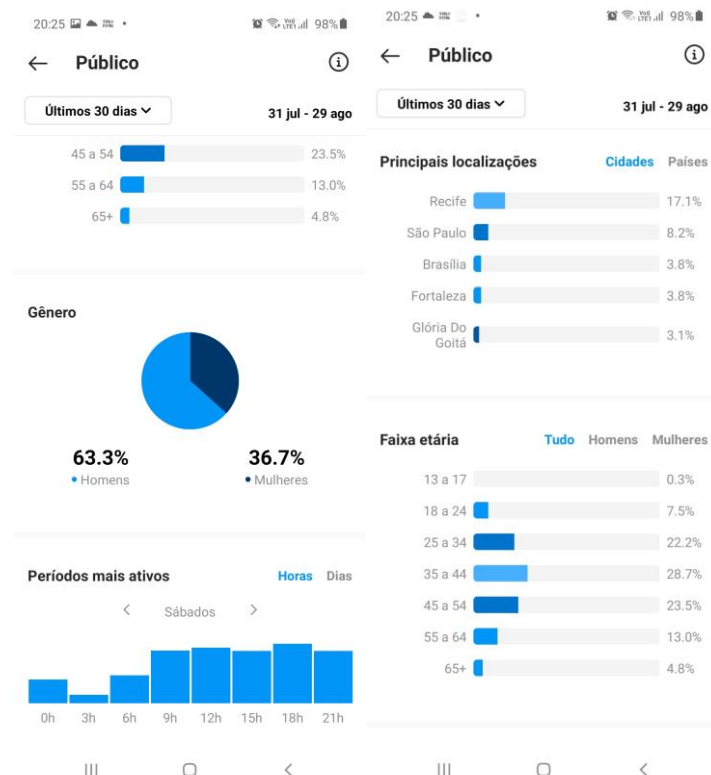 20:25
98%
Público
Últimos 30 dias
31 jul - 29 ago
45 a 54 23.5%
55 a 64 13.0%
65+ 4.8%
Gênero
63.3% 36.7%
Homens Mulheres
Períodos mais ativos Horas Dias
Sábados
0h 3h 6h 9h 12h 15h 18h 21h
20:25
98%
Público
Últimos 30 dias
31 jul - 29 ago
Principais localizações Cidades Países
Recife 17.1%
São Paulo 8.2%
Brasília 3.8%
Fortaleza 3.8%
Glória Do
Goitá 3.1%
Faixa etária Tudo Homens Mulheres
13 a 17 0.3%
18 a 24 7.5%
25 a 34 22.2%
35 a 44 28.7%
45 a 54 23.5%
55 a 64 13.0%
65+ 4.8%